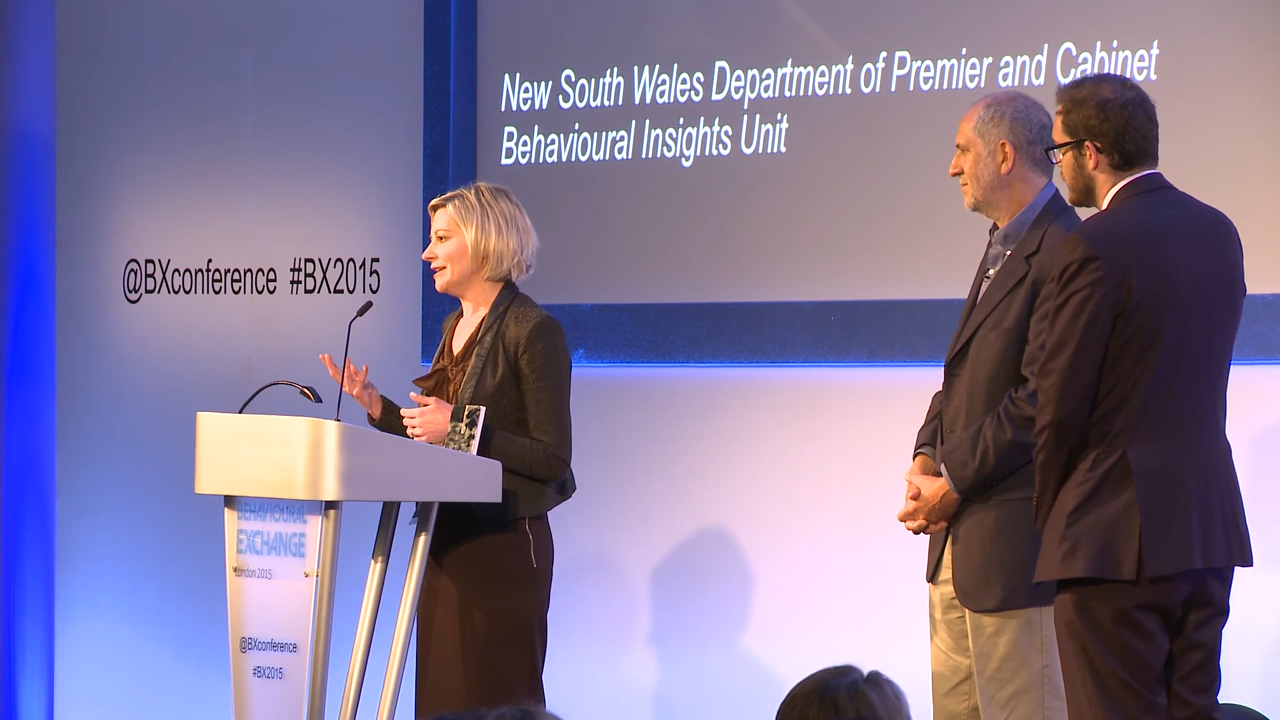 New South Wales Department of Premier and Cabinet
Behavioural Insights Unit
@BXconference #BX2015
BEHAVIOURAL
EXCHANGE
London 2015
@BXconference
#BX2015